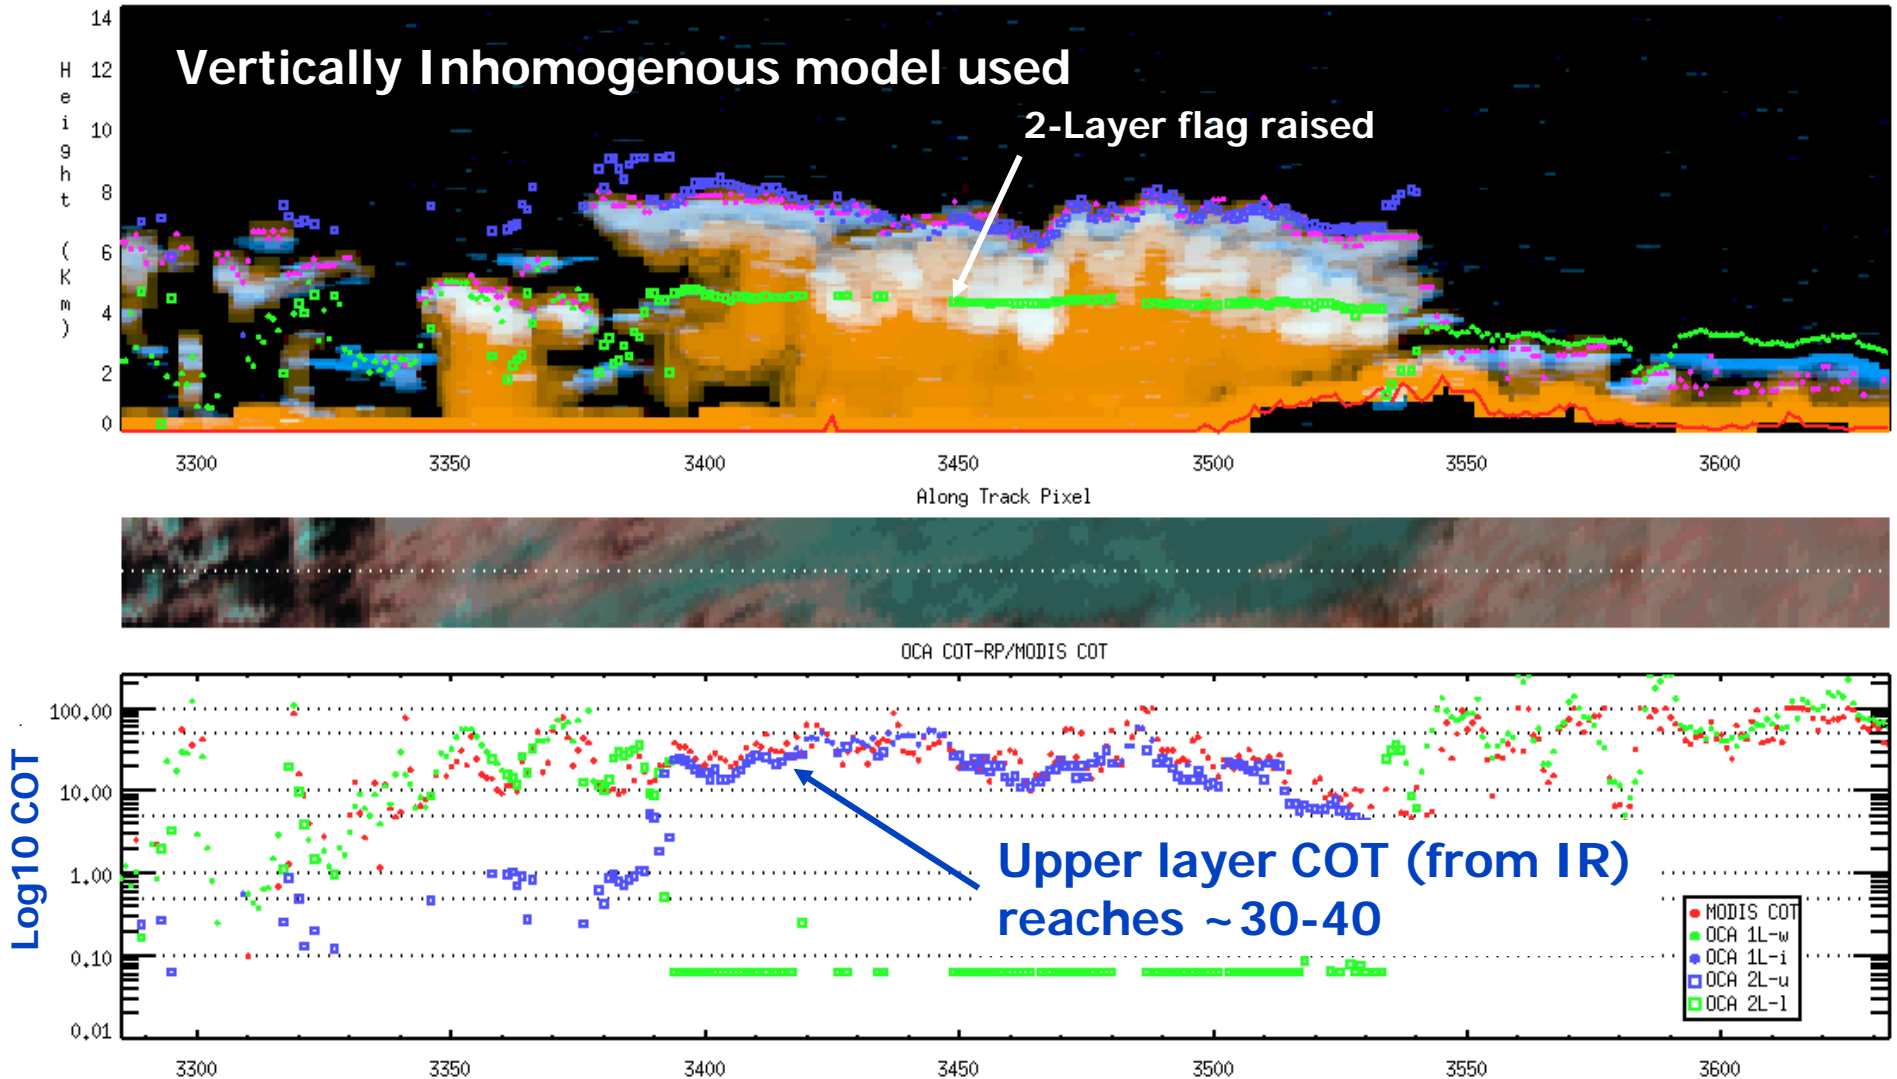 14
Vertically Inhomogenous model used
12
2-Layer flag raised
10
8
6
4
2
0
Height (Km)
3300 3350 3400 3450 3500 3550 3600
Along Track Pixel
OCA COT-RP/MODIS COT
100.00
10.00
1.00
0.10
0.01
Log10 COT
Upper layer COT (from IR)
reaches ~30-40
MODIS COT
OCA 1L-w
OCA 1L-i
OCA 2L-u
OCA 2L-l
3300 3350 3400 3450 3500 3550 3600